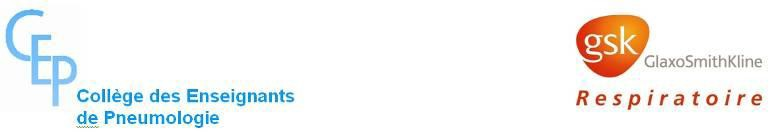 CEP
Collège des Enseignants
de Pneumologie
gsk
GlaxoSmithKline
Respiratoire